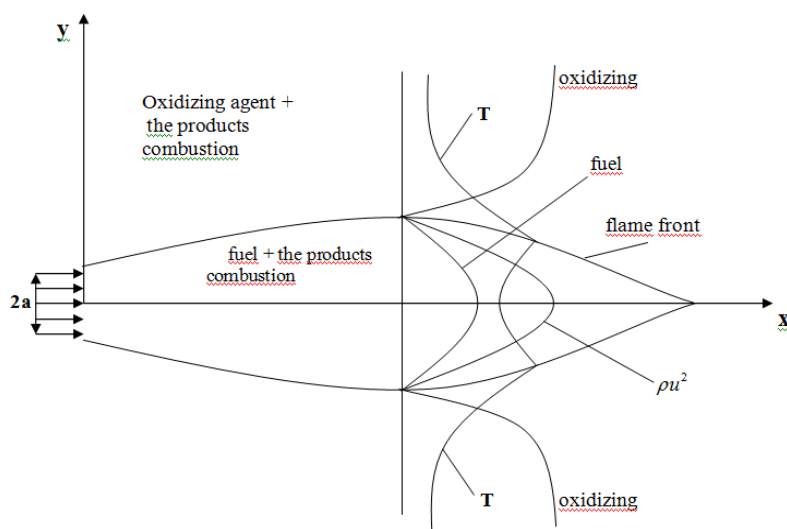 y
oxidizing
Oxidizing agent +
the products
combustion
T
fuel
flame front
fuel + the products
combustion
2a
x
ρu²
T
oxidizing